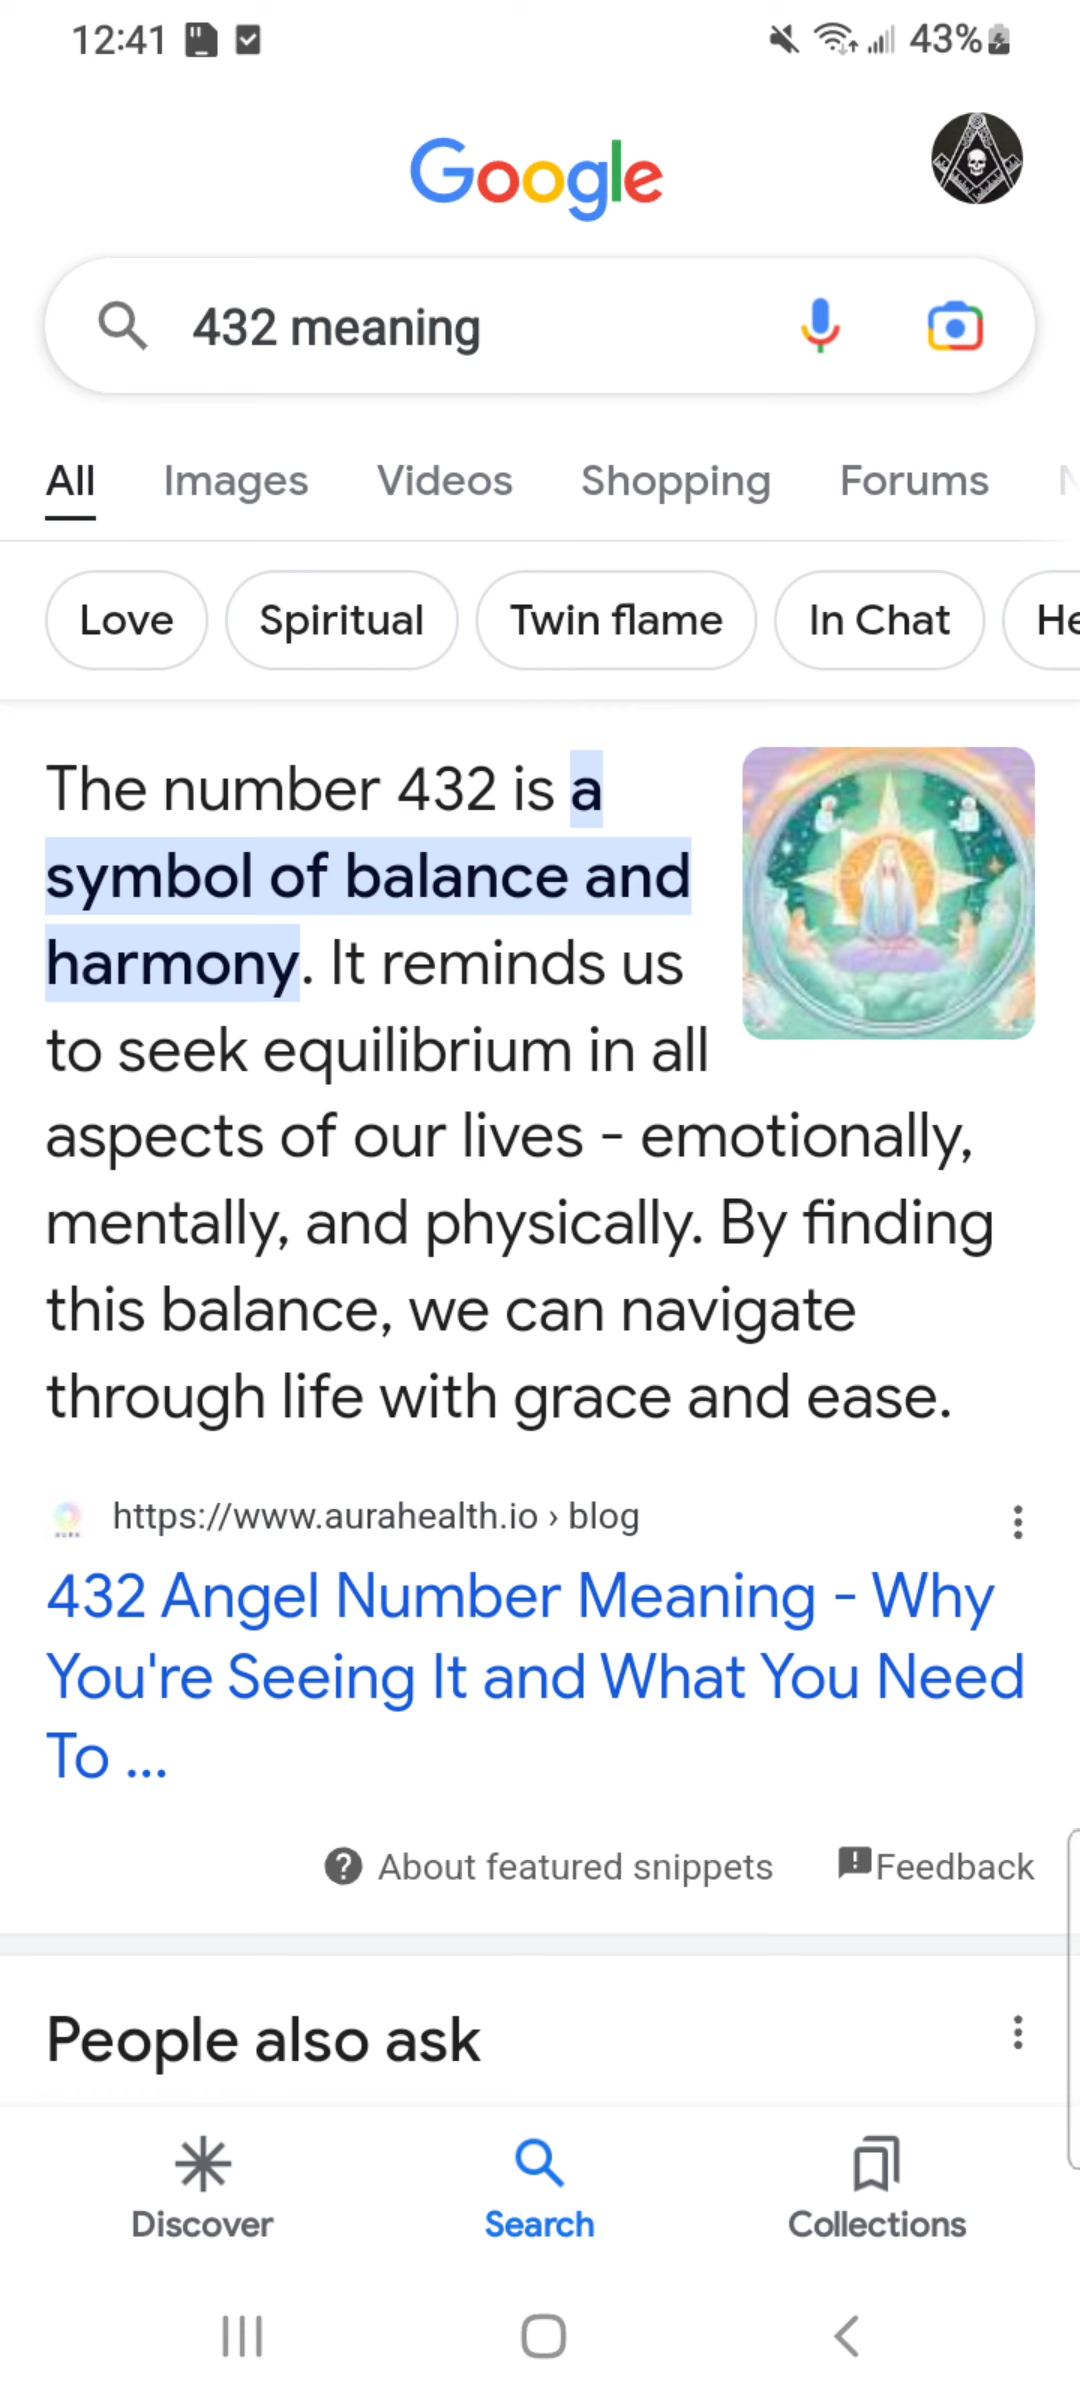 12:41
43%
Google
432 meaning
All Images Videos Shopping Forums
Love Spiritual Twin flame In Chat He
The number 432 is a
symbol of balance and
harmony. It reminds us
to seek equilibrium in all
aspects of our lives - emotionally,
mentally, and physically. By finding
this balance, we can navigate
through life with grace and ease.
https://www.aurahealth.io › blog
432 Angel Number Meaning - Why
You're Seeing It and What You Need
To ...
About featured snippets Feedback
People also ask
Discover Search Collections